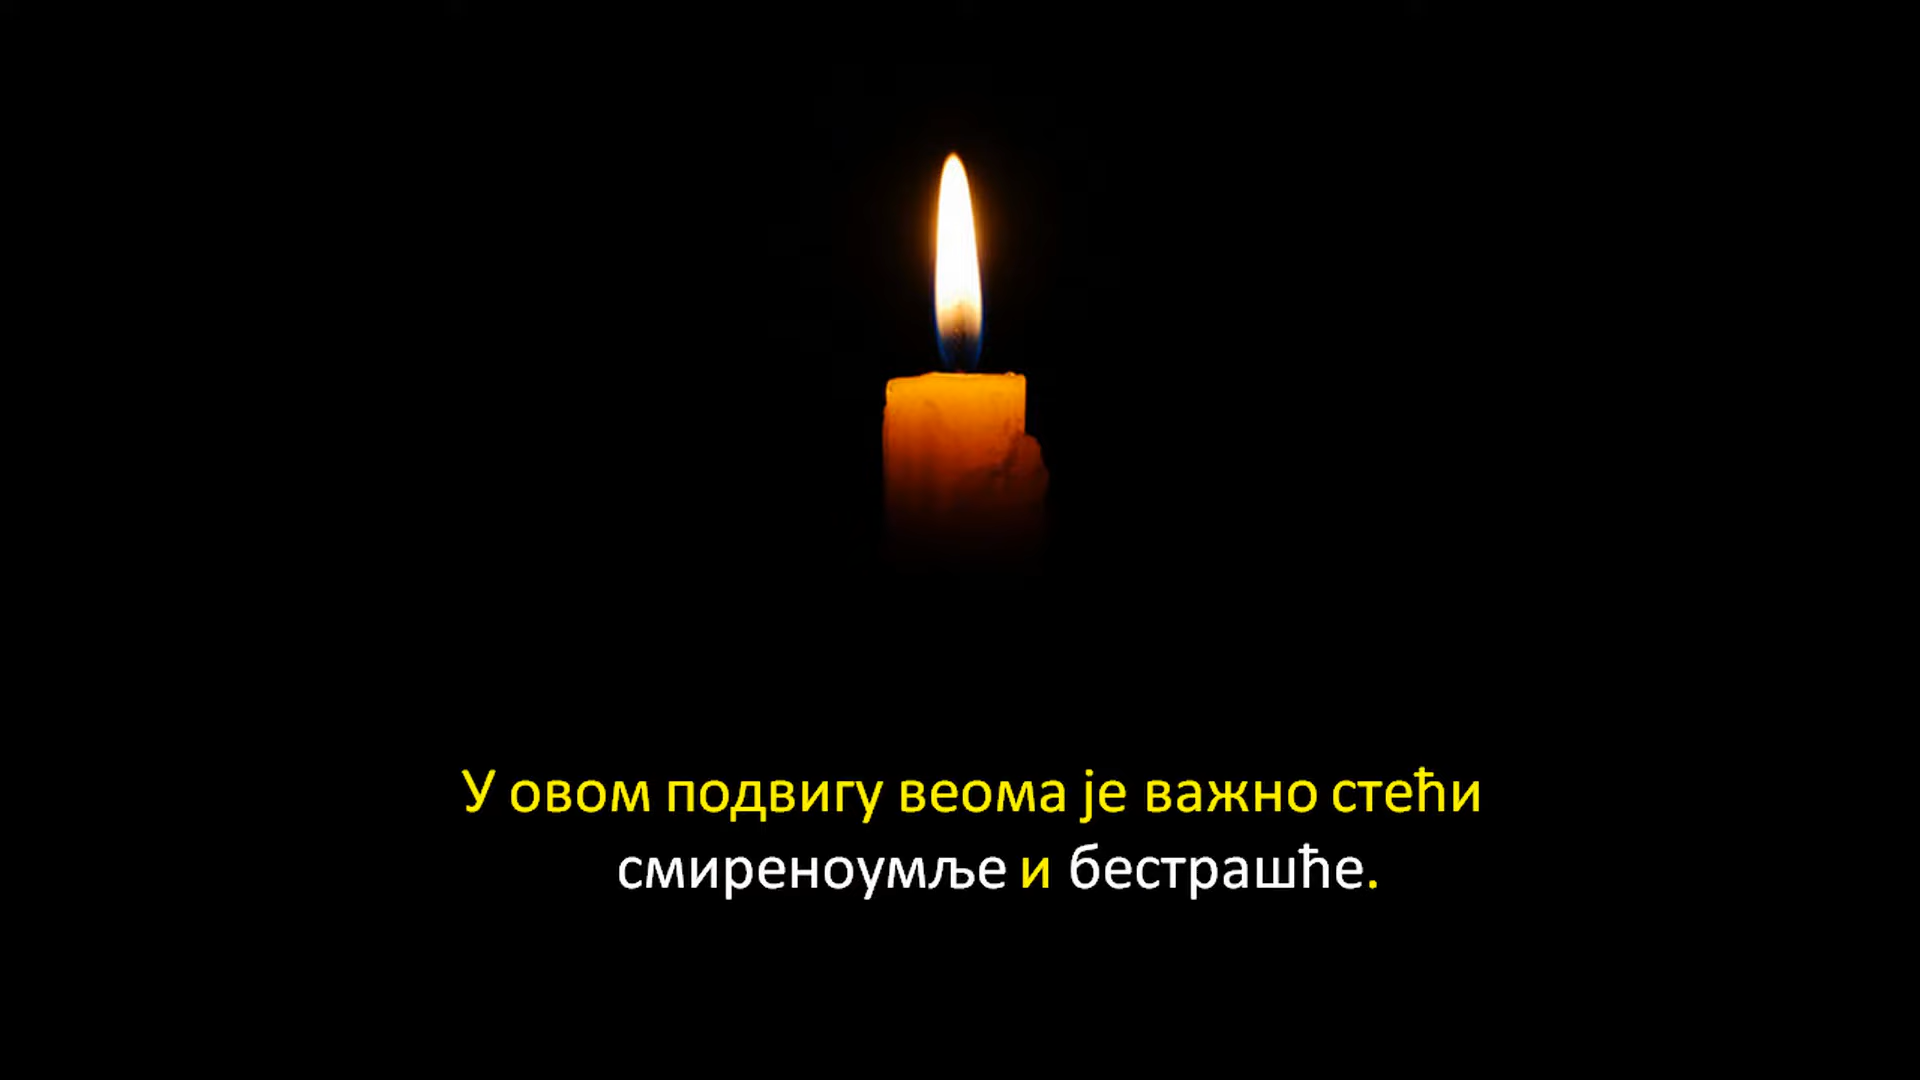 У овом подвигу веома је важно стећи
смиреноумље и бестрашће.